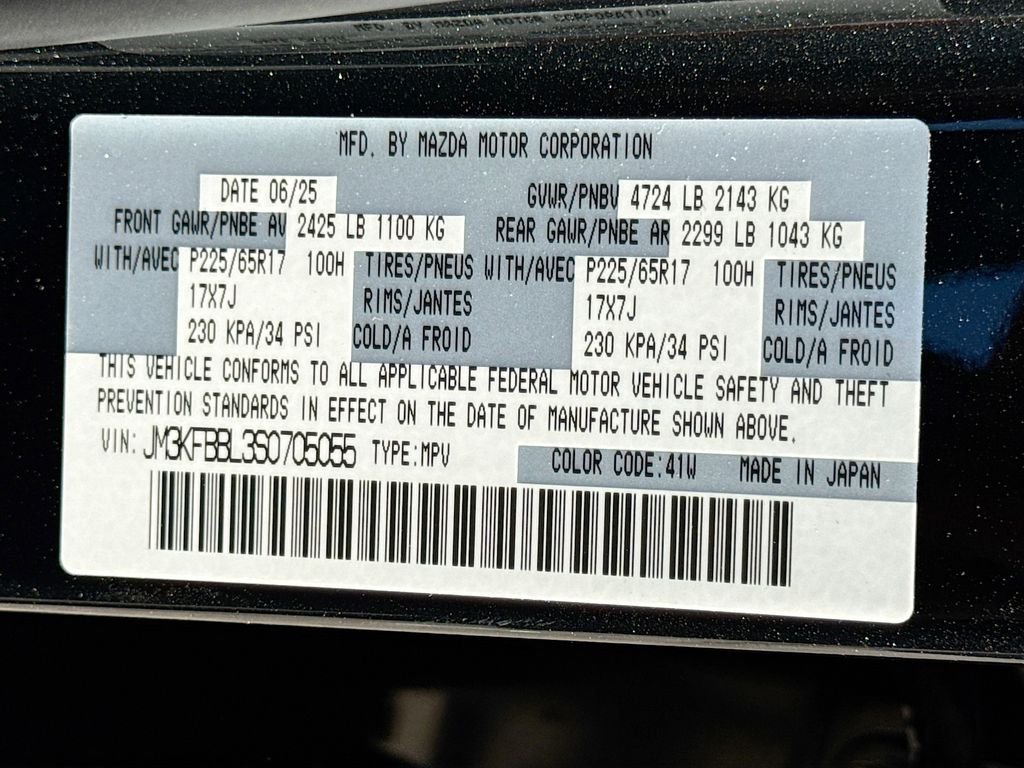 MFD. BY MAZDA MOTOR CORPORATION
MFD. BY MAZDA MOTOR CORPORATION
DATE 06/25 GVWR/PNBV 4724 LB 2143 KG
FRONT GAWR/PNBE AV 2425 LB 1100 KG REAR GAWR/PNBE AR 2299 LB 1043 KG
WITH/AVEC P225/65R17 100H TIRES/PNEUS WITH/AVEC P225/65R17 100H TIRES/PNEUS
17X7J RIMS/JANTES 17X7J RIMS/JANTES
230 KPA/34 PSI COLD/A FROID 230 KPA/34 PSI COLD/A FROID
THIS VEHICLE CONFORMS TO ALL APPLICABLE FEDERAL MOTOR VEHICLE SAFETY AND THEFT
PREVENTION STANDARDS IN EFFECT ON THE DATE OF MANUFACTURE SHOWN ABOVE.
VIN: JM3KFBBL3S0705055 TYPE:MPV COLOR CODE:41W MADE IN JAPAN